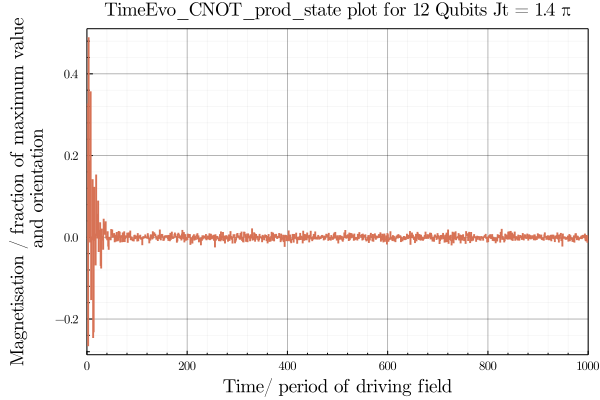 TimeEvo_CNOT_prod_state plot for 12 Qubits Jt = 1.4 π
Magnetisation / fraction of maximum value
and orientation
0.4
0.2
0.0
−0.2
0 200 400 600 800 1000
Time/ period of driving field